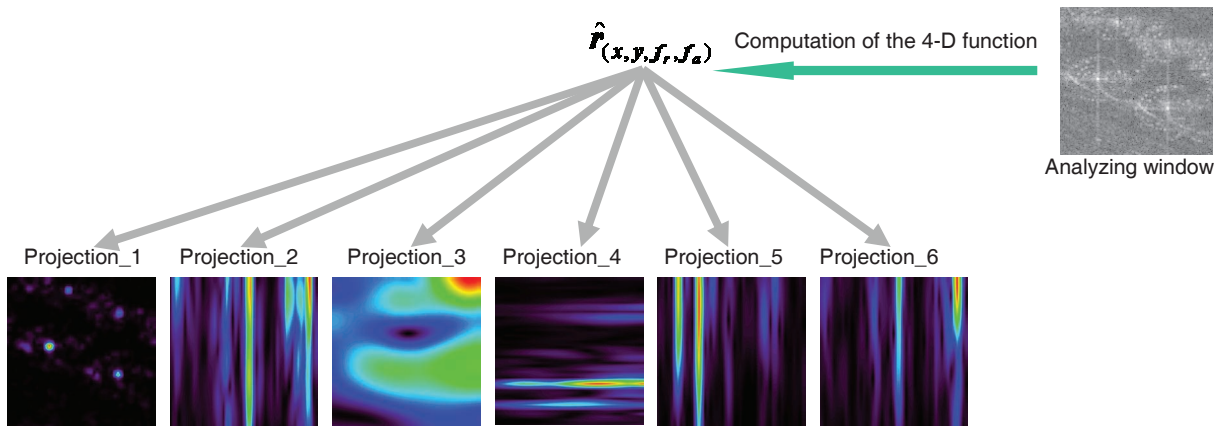 r̂(x,y,fr,fa)
Computation of the 4-D function
Analyzing window
Projection_1 Projection_2 Projection_3 Projection_4 Projection_5 Projection_6